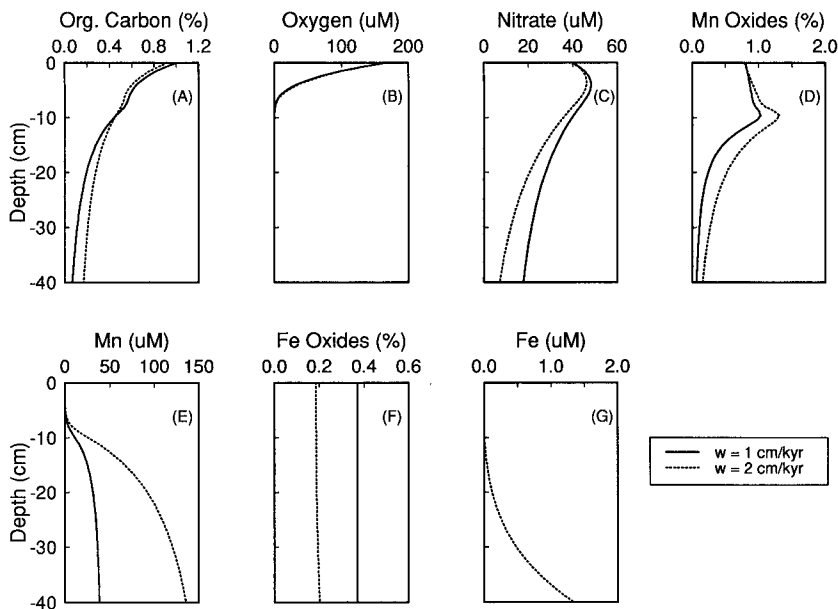 Org. Carbon (%)
0.0 0.4 0.8 1.2
Oxygen (uM)
0 100 200
Nitrate (uM)
0 20 40 60
Mn Oxides (%)
0.0 1.0 2.0
0
-10
-20
-30
-40
Depth (cm)
(A)
(B)
(C)
(D)
Mn (uM)
0 50 100 150
Fe Oxides (%)
0.0 0.2 0.4 0.6
Fe (uM)
0.0 1.0 2.0
0
-10
-20
-30
-40
Depth (cm)
(E)
(F)
(G)
w = 1 cm/kyr
w = 2 cm/kyr